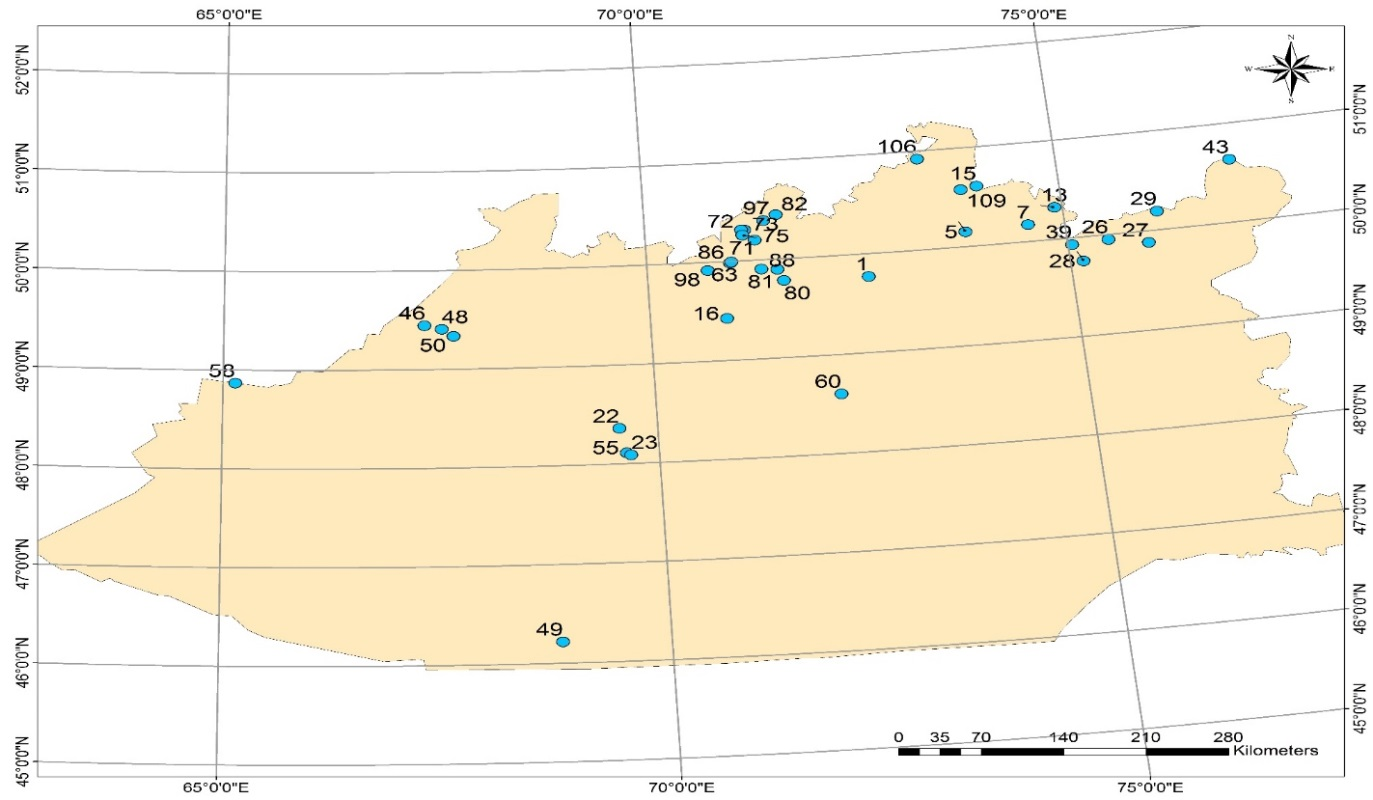 65°0'0"E 70°0'0"E 75°0'0"E
52°0'0"N
51°0'0"N
50°0'0"N
49°0'0"N
48°0'0"N
47°0'0"N
46°0'0"N
45°0'0"N
N
W E
S
51°0'0"N
50°0'0"N
49°0'0"N
48°0'0"N
47°0'0"N
46°0'0"N
45°0'0"N
106
43
15
109
13
29
97 82
72 73
7
5
39 26 27
71 75
86
63
98
88
81
80
28
1
16
46 48
50
58
60
22
55 23
49
0 35 70 140 210 280
Kilometers
65°0'0"E 70°0'0"E 75°0'0"E